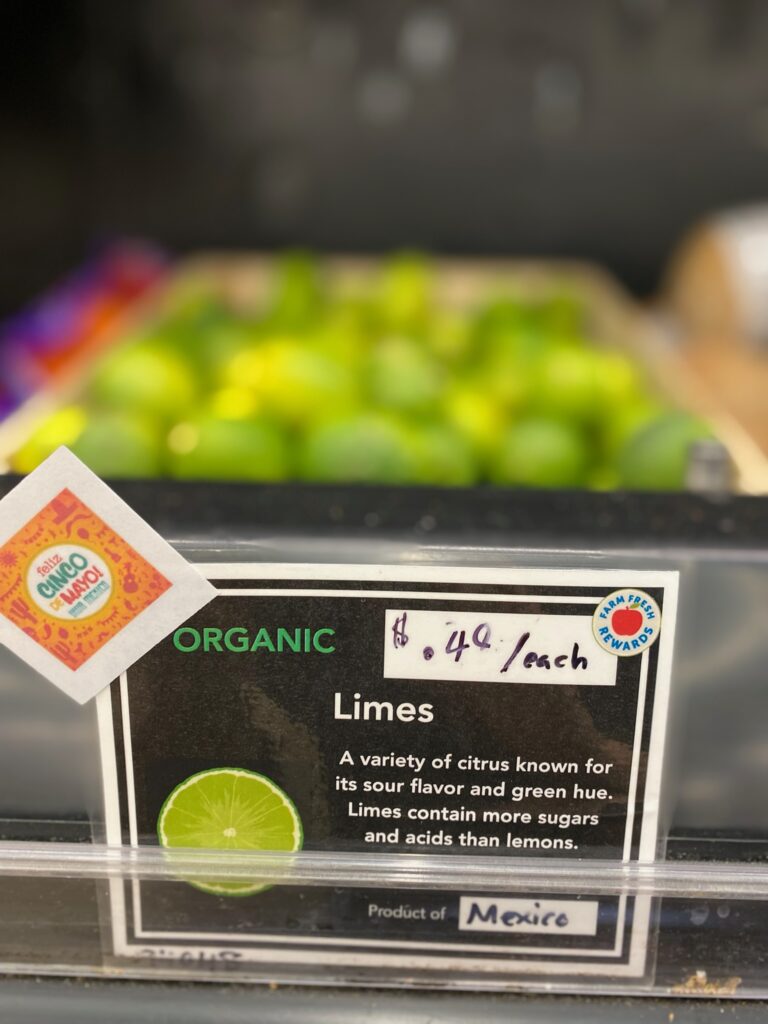 feliz
CINCO
DE MAYO!
ORGANIC
$.49/each
FARM FRESH
REWARDS
Limes
A variety of citrus known for
its sour flavor and green hue.
Limes contain more sugars
and acids than lemons.
Product of Mexico